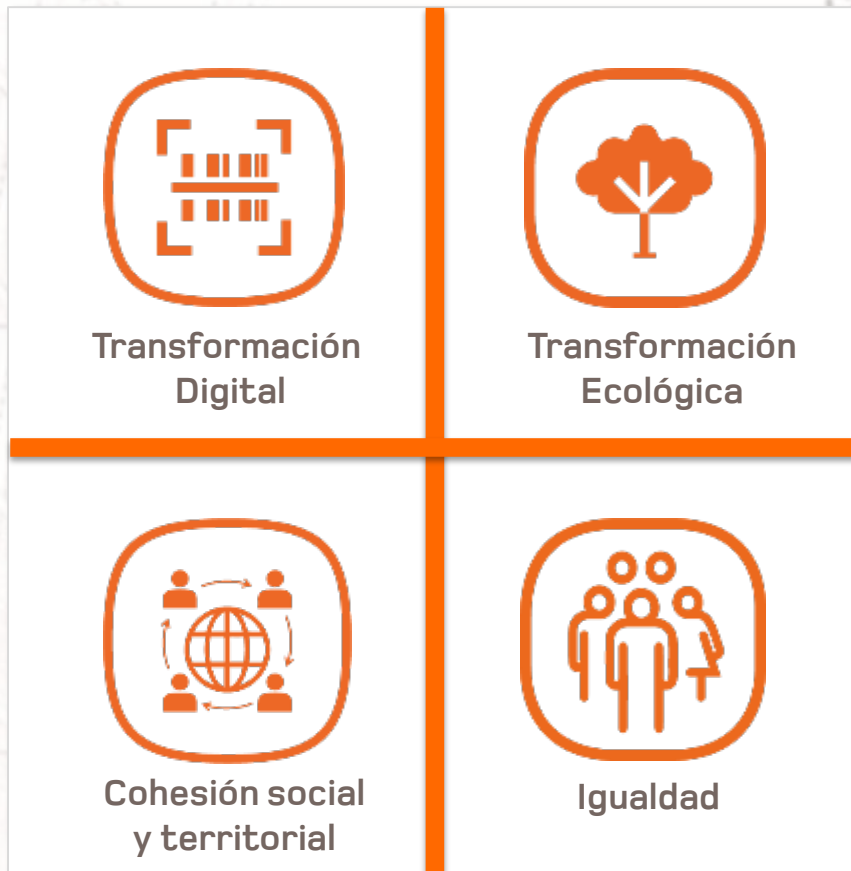 Transformación
Digital
Transformación
Ecológica
Cohesión social
y territorial
Igualdad